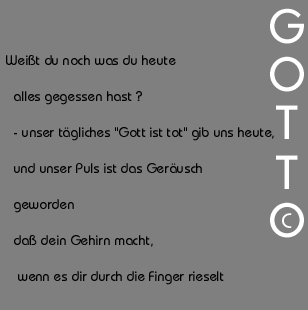 Weißt du noch was du heute
alles gegessen hast ?
- unser tägliches "Gott ist tot" gib uns heute,
und unser Puls ist das Geräusch
geworden
daß dein Gehirn macht,
wenn es dir durch die Finger rieselt
GOTT©